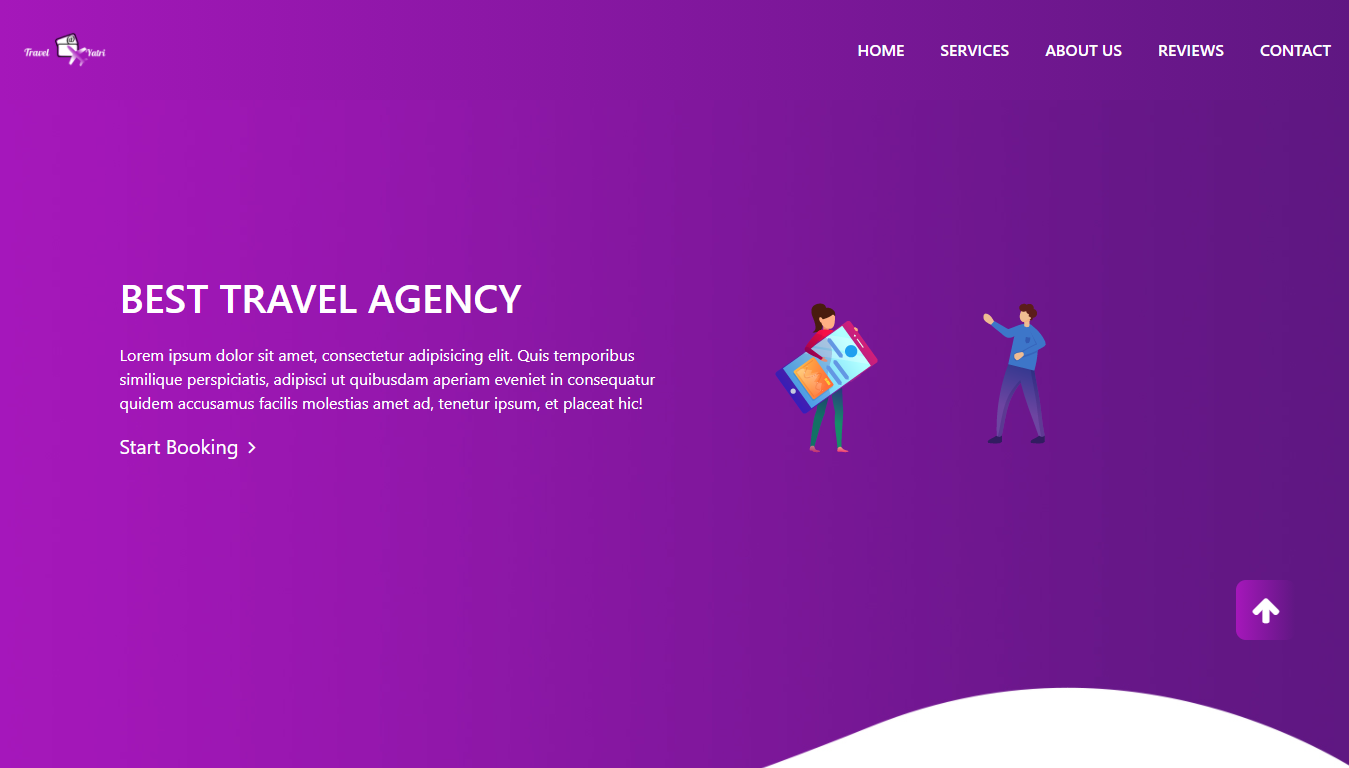 Travel Yatri
HOME SERVICES ABOUT US REVIEWS CONTACT
BEST TRAVEL AGENCY
Lorem ipsum dolor sit amet, consectetur adipisicing elit. Quis temporibus
similique perspiciatis, adipisci ut quibusdam aperiam eveniet in consequatur
quidem accusamus facilis molestias amet ad, tenetur ipsum, et placeat hic!
Start Booking